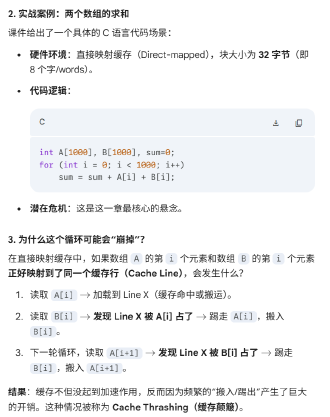 2. 实战案例：两个数组的求和
课件给出了一个具体的 C 语言代码场景：
• 硬件环境：直接映射缓存（Direct-mapped），块大小为 32 字节（即
8 个字/words）。
• 代码逻辑：
C
int A[1000], B[1000], sum=0;
for (int i = 0; i < 1000; i++)
sum = sum + A[i] + B[i];
• 潜在危机：这是这一章最核心的悬念。
3. 为什么这个循环可能会“崩掉”？
在直接映射缓存中，如果数组 A 的第 i 个元素和数组 B 的第 i 个元素
正好映射到了同一个缓存行（Cache Line），会发生什么？
1. 读取 A[i] → 加载到 Line X（缓存命中或搬运）。
2. 读取 B[i] → 发现 Line X 被 A[i] 占了 → 踢走 A[i]，搬入
B[i]。
3. 下一轮循环，读取 A[i+1] → 发现 Line X 被 B[i] 占了 → 踢走
B[i]，搬入 A[i+1]。
结果：缓存不但没起到加速作用，反而因为频繁的“搬入/踢出”产生了巨大
的开销。这种情况被称为 Cache Thrashing（缓存颠簸）。